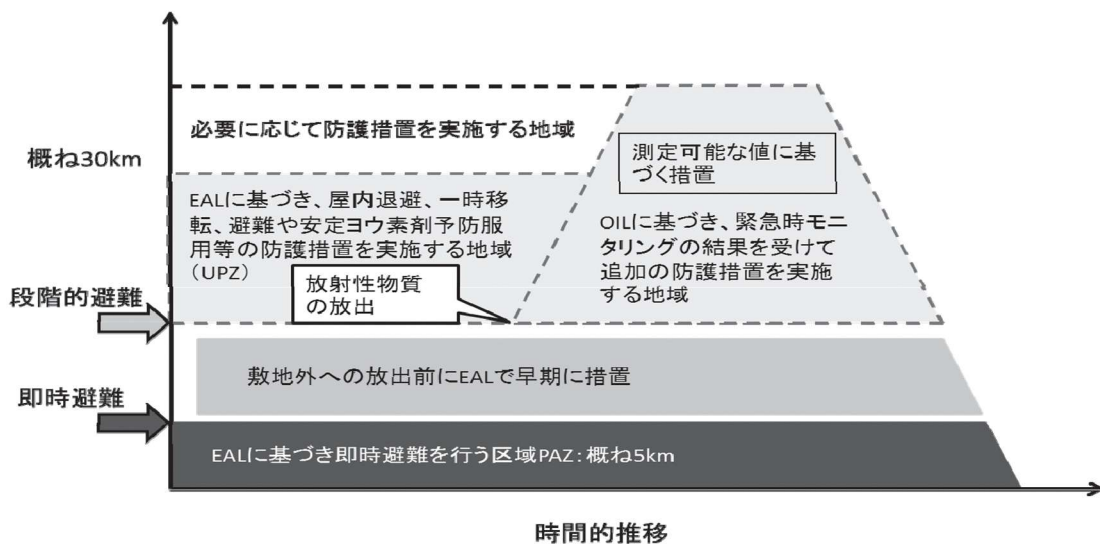 必要に応じて防護措置を実施する地域
概ね30km
測定可能な値に基
づく措置
EALに基づき、屋内退避、一時移
転、避難や安定ヨウ素剤予防服
用等の防護措置を実施する地域
（UPZ）
OILに基づき、緊急時モニ
タリングの結果を受けて
追加の防護措置を実施
する地域
放射性物質
の放出
段階的避難
敷地外への放出前にEALで早期に措置
即時避難
EALに基づき即時避難を行う区域PAZ：概ね5km
時間的推移